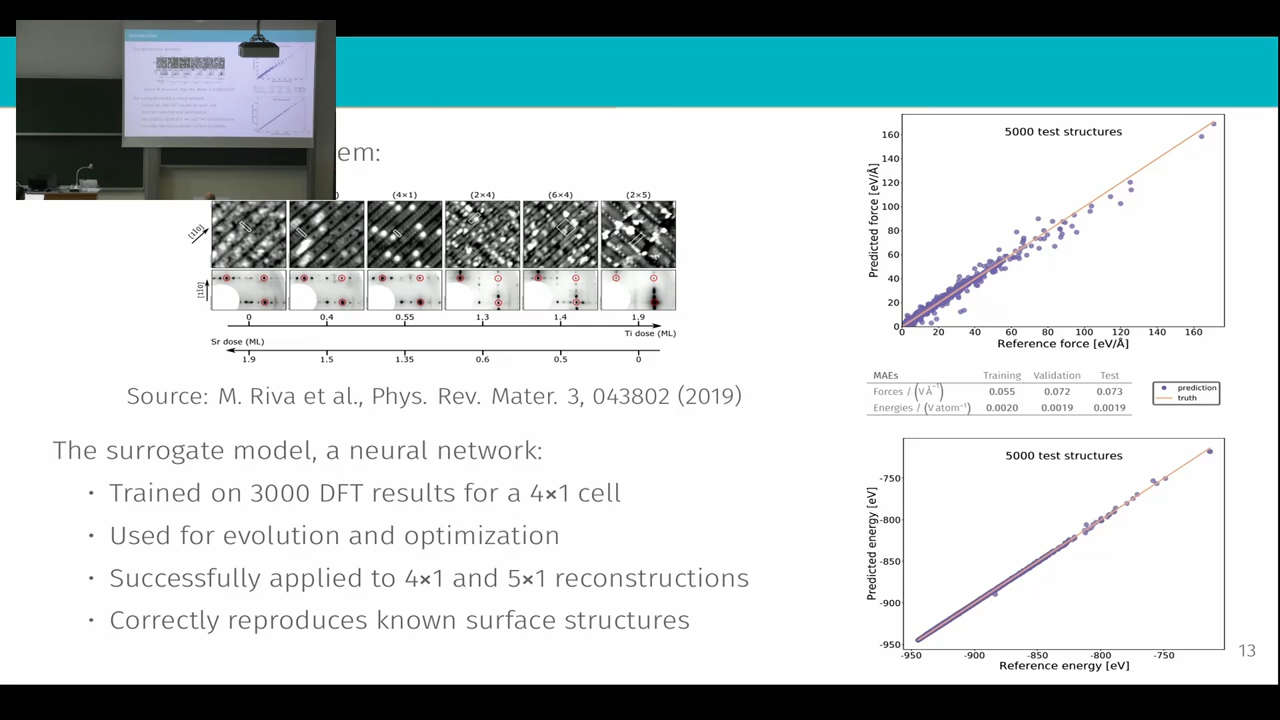 Introduction
em:
(4×1) (2×4) (6×4) (2×5)
[1̄10]
[11̄0]
0 0.4 0.55 1.3 1.4 1.9
Ti dose (ML)
Sr dose (ML)
1.9 1.5 1.35 0.6 0.5 0
Source: M. Riva et al., Phys. Rev. Mater. 3, 043802 (2019)
The surrogate model, a neural network:
• Trained on 3000 DFT results for a 4×1 cell
• Used for evolution and optimization
• Successfully applied to 4×1 and 5×1 reconstructions
• Correctly reproduces known surface structures
5000 test structures
Predicted force [eV/Å]
160
140
120
100
80
60
40
20
0
0 20 40 60 80 100 120 140 160
Reference force [eV/Å]
MAEs Training Validation Test
Forces / (V Å⁻¹) 0.055 0.072 0.073
Energies / (V atom⁻¹) 0.0020 0.0019 0.0019
prediction
truth
5000 test structures
Predicted energy [eV]
-750
-800
-850
-900
-950
-950 -900 -850 -800 -750
Reference energy [eV]
13